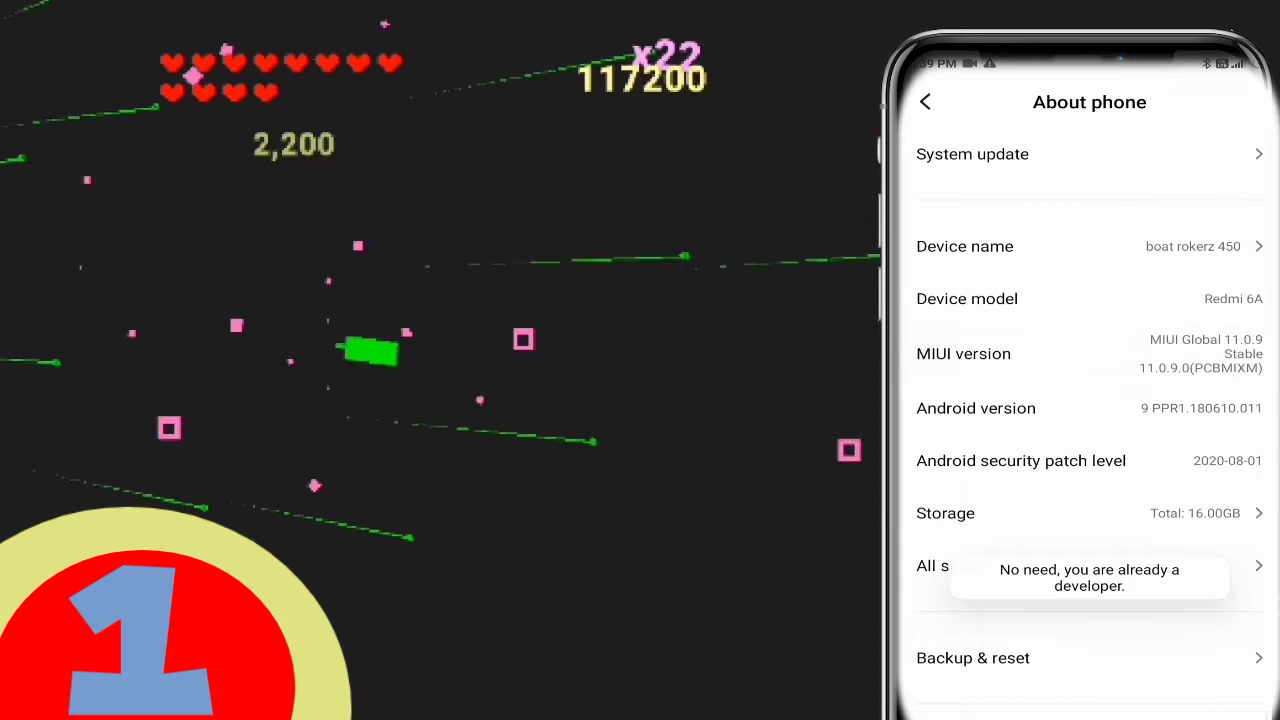 x22
117200
2,200
1
39 PM
About phone
System update
Device name
boat rokerz 450
Device model
Redmi 6A
MIUI version
MIUI Global 11.0.9
Stable
11.0.9.0(PCBMIXM)
Android version
9 PPR1.180610.011
Android security patch level
2020-08-01
Storage
Total: 16.00GB
All s
No need, you are already a
developer.
Backup & reset